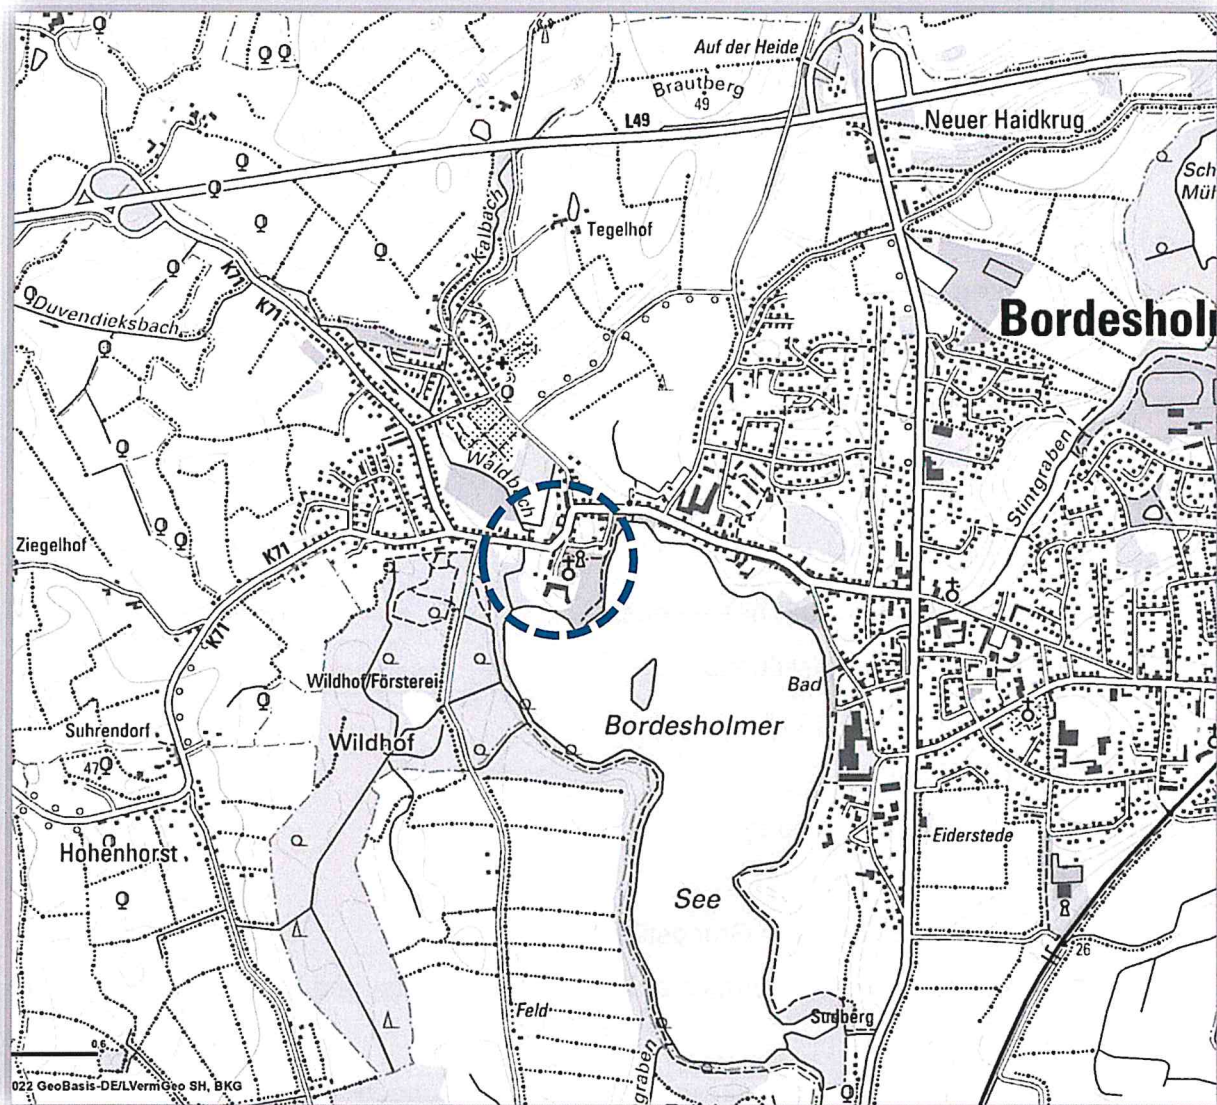 Auf der Heide
Brautberg
49
L49
Neuer Haidkrug
Sch
Müh
Kalbach
Tegelhof
K71
K71
Duvendieksbach
Bordeshol
Stintgraben
Waldbach
Ziegelhof
K71
K71
Wildhof/Försterei
Bad
Suhrendorf
47
Wildhof
Bordesholmer
Hohenhorst
Eiderstede
See
26
Feld
Sudberg
0,6
graben
022 GeoBasis-DE/LVermGeo SH, BKG